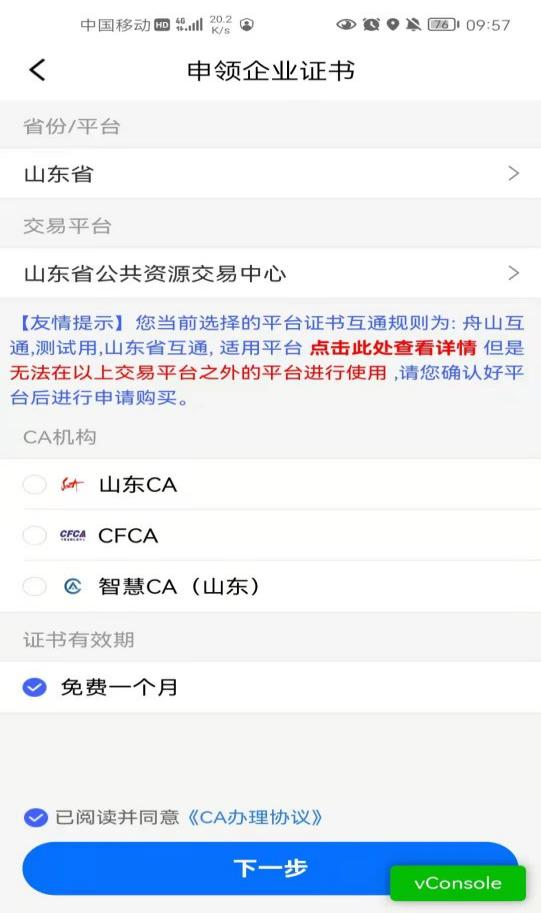 中国移动 HD 4G 20.2 K/s 76 09:57
申领企业证书
省份/平台
山东省
交易平台
山东省公共资源交易中心
【友情提示】您当前选择的平台证书互通规则为: 舟山互
通,测试用,山东省互通, 适用平台 点击此处查看详情 但是
无法在以上交易平台之外的平台进行使用 ,请您确认好平
台后进行申请购买。
CA机构
山东CA
CFCA CFCA
智慧CA（山东）
证书有效期
免费一个月
已阅读并同意《CA办理协议》
下一步
vConsole